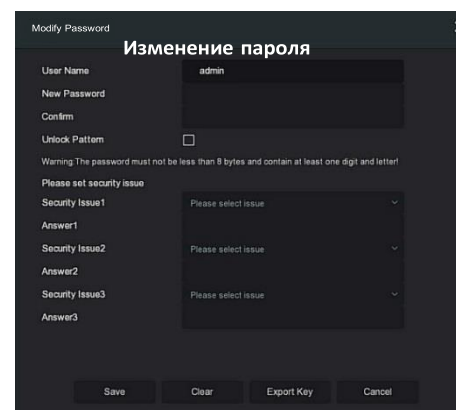 Modify Password
Изменение пароля
User Name admin
New Password
Confirm
Unlock Pattern
Warning:The password must not be less than 8 bytes and contain at least one digit and letter!
Please set security issue
Security Issue1 Please select issue
Answer1
Security Issue2 Please select issue
Answer2
Security Issue3 Please select issue
Answer3
Save Clear Export Key Cancel